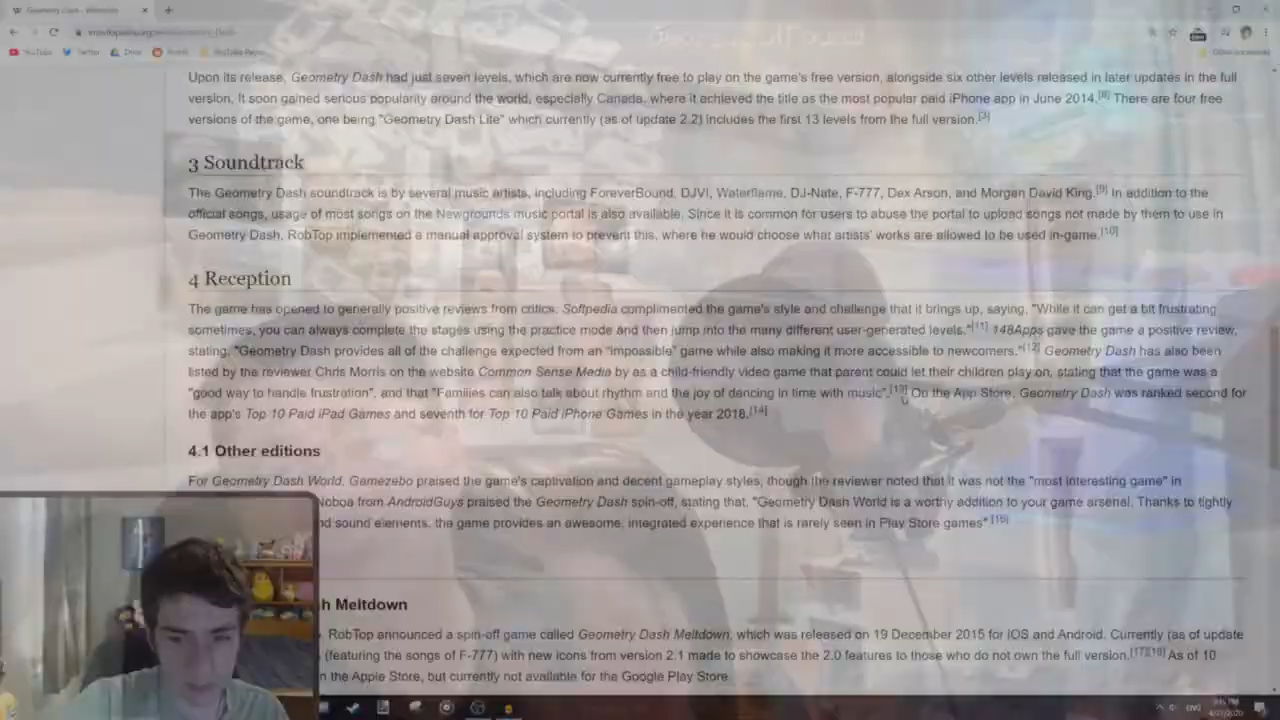 Geometry Dash - Wikipedia
YouTube Twitter Drive Reddit YouTube Repor
Upon its release, Geometry Dash had just seven levels, which are now currently free to play on the game's free version, alongside six other levels released in later updates in the full
version. It soon gained serious popularity around the world, especially Canada, where it achieved the title as the most popular paid iPhone app in June 2014.[8] There are four free
versions of the game, one being "Geometry Dash Lite" which currently (as of update 2.2) includes the first 13 levels from the full version.[3]
3 Soundtrack
The Geometry Dash soundtrack is by several music artists, including ForeverBound, DJVI, Waterflame, DJ-Nate, F-777, Dex Arson, and Morgan David King.[9] In addition to the
official songs, usage of most songs on the Newgrounds music portal is also available. Since it is common for users to abuse the portal to upload songs not made by them to use in
Geometry Dash, RobTop implemented a manual approval system to prevent this, where he would choose what artists' works are allowed to be used in-game.[10]
4 Reception
The game has opened to generally positive reviews from critics. Softpedia complimented the game's style and challenge that it brings up, saying, "While it can get a bit frustrating
sometimes, you can always complete the stages using the practice mode and then jump into the many different user-generated levels."[11] 148Apps gave the game a positive review,
stating, "Geometry Dash provides all of the challenge expected from an "impossible" game while also making it more accessible to newcomers."[12] Geometry Dash has also been
listed by the reviewer Chris Morris on the website Common Sense Media by as a child-friendly video game that parent could let their children play on, stating that the game was a
"good way to handle frustration", and that "Families can also talk about rhythm and the joy of dancing in time with music".[13] On the App Store, Geometry Dash was ranked second for
the app's Top 10 Paid iPad Games and seventh for Top 10 Paid iPhone Games in the year 2018.[14]
4.1 Other editions
For Geometry Dash World, Gamezebo praised the game's captivation and decent gameplay styles, though the reviewer noted that it was not the "most interesting game" in
Noboa from AndroidGuys praised the Geometry Dash spin-off, stating that, "Geometry Dash World is a worthy addition to your game arsenal. Thanks to tightly
nd sound elements, the game provides an awesome, integrated experience that is rarely seen in Play Store games"
h Meltdown
RobTop announced a spin-off game called Geometry Dash Meltdown, which was released on 19 December 2015 for iOS and Android. Currently (as of update
(featuring the songs of F-777) with new icons from version 2.1 made to showcase the 2.0 features to those who do not own the full version.[17][18] As of 10
n the Apple Store, but currently not available for the Google Play Store
ENG